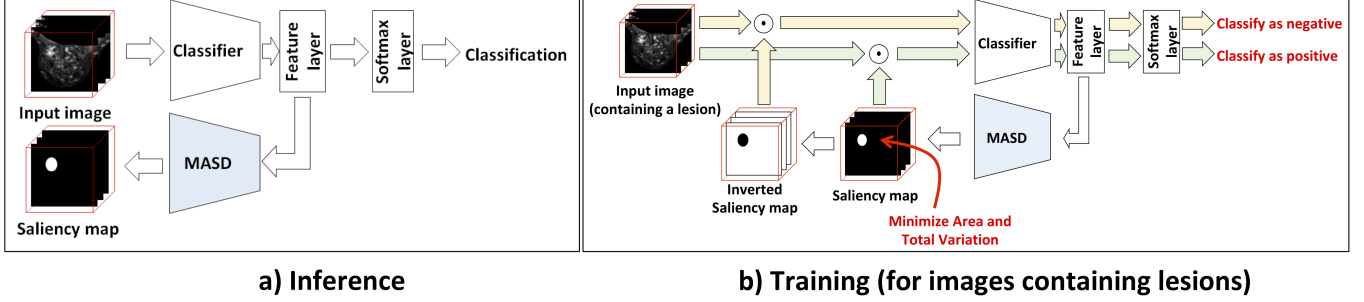 Input image
Classifier
Feature
layer
Softmax
layer
Classification
MASD
Saliency map
a) Inference
Input image
(containing a lesion)
Classifier
Feature
layer
Softmax
layer
Classify as negative
Classify as positive
Inverted
Saliency map
Saliency map
MASD
Minimize Area and
Total Variation
b) Training (for images containing lesions)